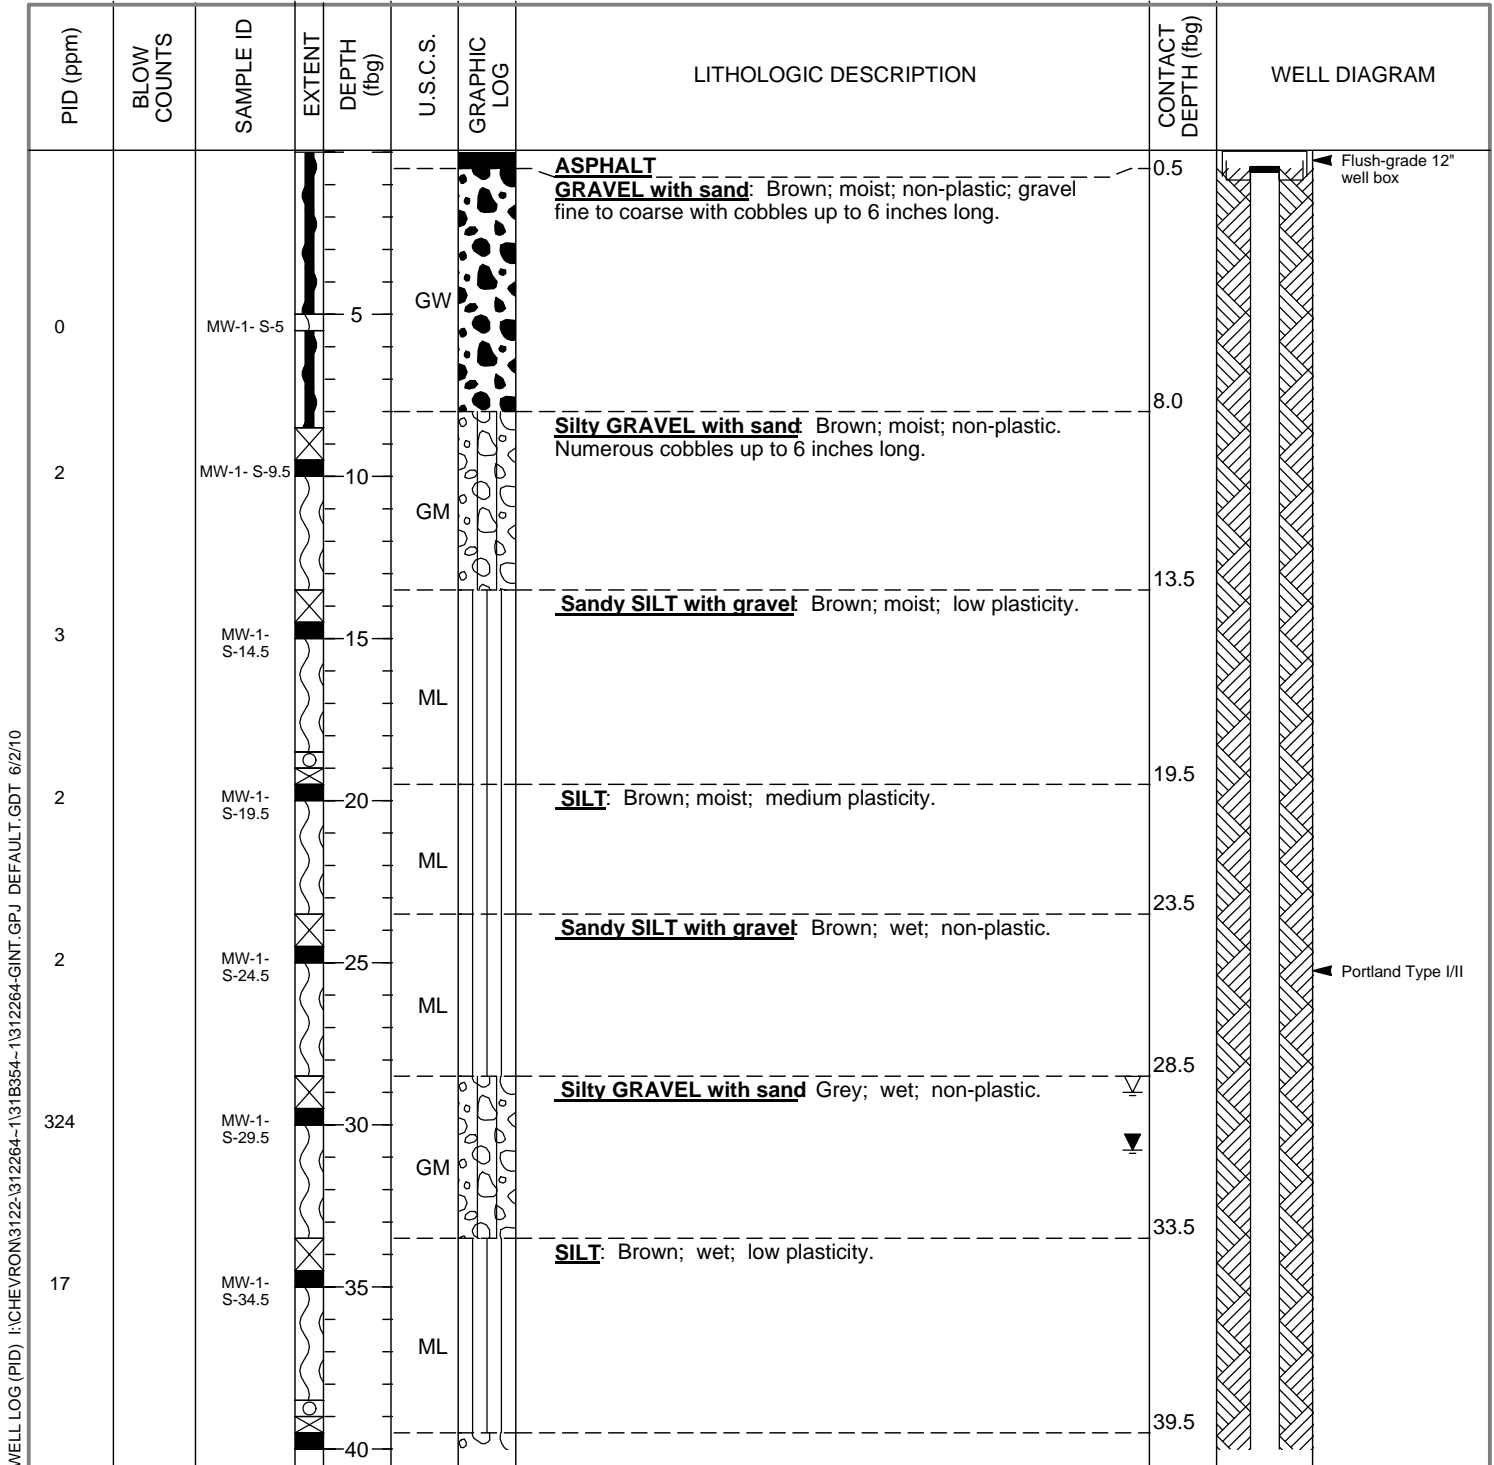 PID (ppm)
BLOW
COUNTS
SAMPLE ID
EXTENT
DEPTH
(fbg)
U.S.C.S.
GRAPHIC
LOG
LITHOLOGIC DESCRIPTION
CONTACT
DEPTH (fbg)
WELL DIAGRAM
ASPHALT
0.5
Flush-grade 12"
well box
GRAVEL with sand: Brown; moist; non-plastic; gravel
fine to coarse with cobbles up to 6 inches long.
GW
5
0
MW-1- S-5
8.0
Silty GRAVEL with sand: Brown; moist; non-plastic.
Numerous cobbles up to 6 inches long.
2
MW-1- S-9.5
10
GM
13.5
Sandy SILT with gravel: Brown; moist; low plasticity.
3
MW-1-
S-14.5
15
ML
19.5
SILT: Brown; moist; medium plasticity.
2
MW-1-
S-19.5
20
ML
23.5
Sandy SILT with gravel: Brown; wet; non-plastic.
2
MW-1-
S-24.5
25
Portland Type I/II
ML
28.5
Silty GRAVEL with sand Grey; wet; non-plastic.
324
MW-1-
S-29.5
30
GM
33.5
SILT: Brown; wet; low plasticity.
17
MW-1-
S-34.5
35
ML
39.5
40
WELL LOG (PID) I:\CHEVRON\3122-\312264~1\31B354~1\312264-GINT.GPJ DEFAULT.GDT 6/2/10